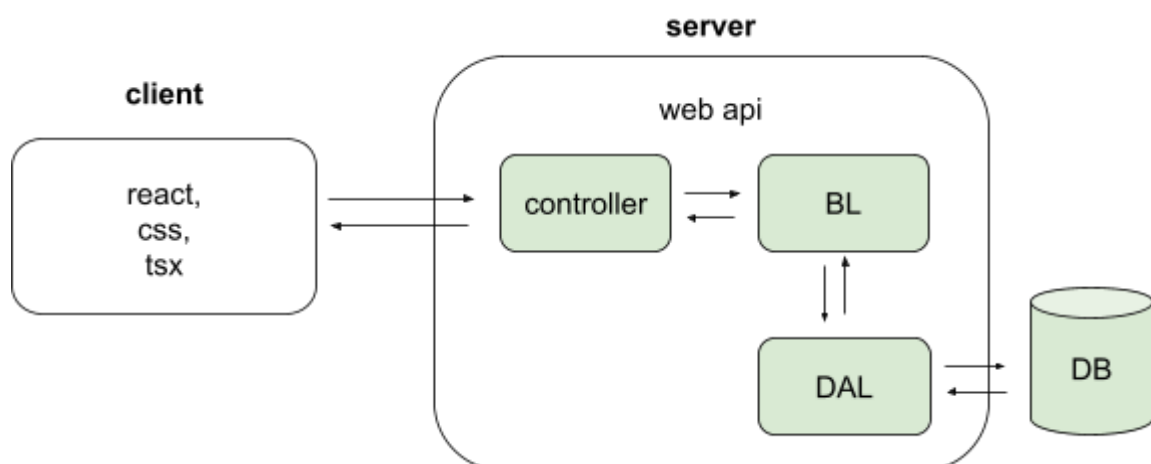 server
client
web api
react,
css,
tsx
controller
BL
DAL
DB